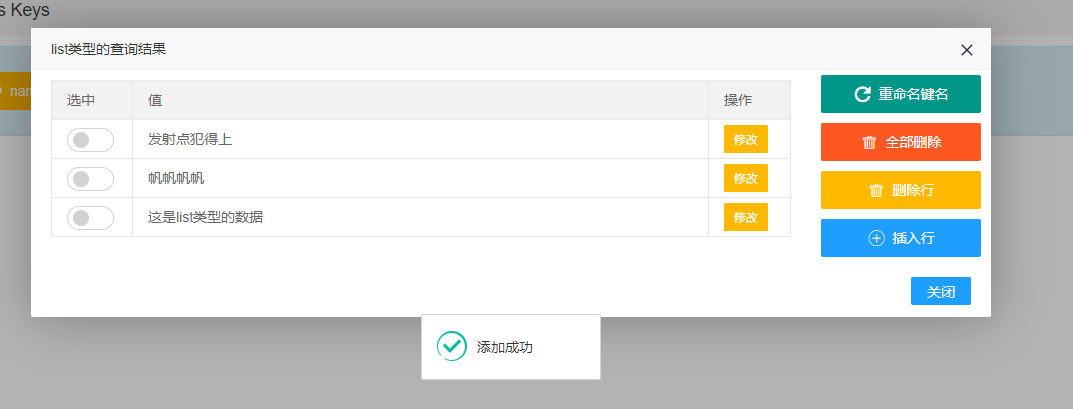 s Keys
list类型的查询结果
nam
选中 值 操作
发射点犯得上 修改
帆帆帆帆 修改
这是list类型的数据 修改
重命名键名
全部删除
删除行
插入行
关闭
添加成功